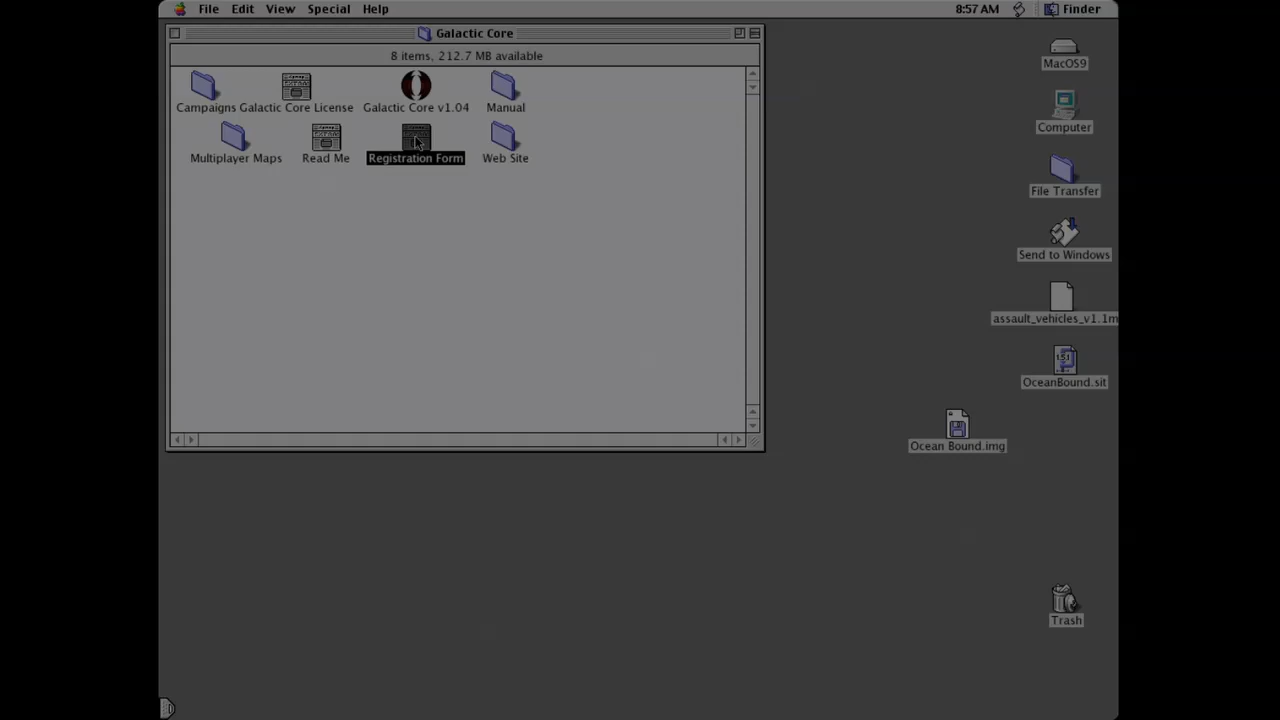 File Edit View Special Help 8:57 AM Finder
Galactic Core
8 items, 212.7 MB available
Campaigns Galactic Core License Galactic Core v1.04 Manual
Multiplayer Maps Read Me Registration Form Web Site
MacOS9
Computer
File Transfer
Send to Windows
assault_vehicles_v1.1m
OceanBound.sit
Ocean Bound.img
Trash